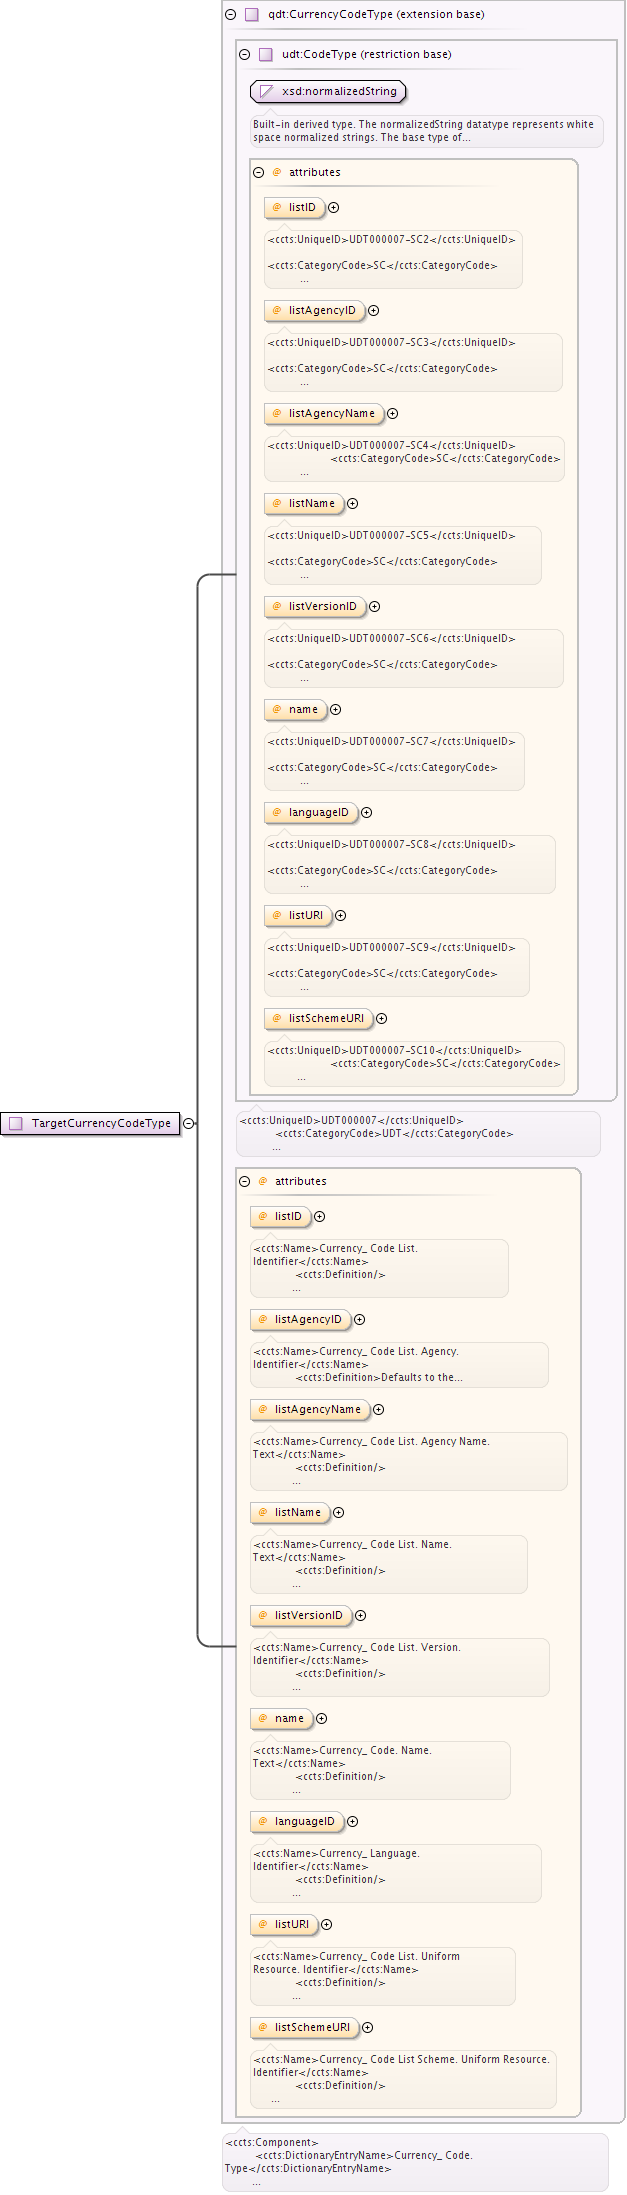 qdt:CurrencyCodeType (extension base)
udt:CodeType (restriction base)
xsd:normalizedString
Built-in derived type. The normalizedString datatype represents white
space normalized strings. The base type of...
@ attributes
@ listID
<ccts:UniqueID>UDT000007-SC2</ccts:UniqueID>
<ccts:CategoryCode>SC</ccts:CategoryCode>
...
@ listAgencyID
<ccts:UniqueID>UDT000007-SC3</ccts:UniqueID>
<ccts:CategoryCode>SC</ccts:CategoryCode>
...
@ listAgencyName
<ccts:UniqueID>UDT000007-SC4</ccts:UniqueID>
<ccts:CategoryCode>SC</ccts:CategoryCode>
...
@ listName
<ccts:UniqueID>UDT000007-SC5</ccts:UniqueID>
<ccts:CategoryCode>SC</ccts:CategoryCode>
...
@ listVersionID
<ccts:UniqueID>UDT000007-SC6</ccts:UniqueID>
<ccts:CategoryCode>SC</ccts:CategoryCode>
...
@ name
<ccts:UniqueID>UDT000007-SC7</ccts:UniqueID>
<ccts:CategoryCode>SC</ccts:CategoryCode>
...
@ languageID
<ccts:UniqueID>UDT000007-SC8</ccts:UniqueID>
<ccts:CategoryCode>SC</ccts:CategoryCode>
...
@ listURI
<ccts:UniqueID>UDT000007-SC9</ccts:UniqueID>
<ccts:CategoryCode>SC</ccts:CategoryCode>
...
@ listSchemeURI
<ccts:UniqueID>UDT000007-SC10</ccts:UniqueID>
<ccts:CategoryCode>SC</ccts:CategoryCode>
...
TargetCurrencyCodeType
<ccts:UniqueID>UDT000007</ccts:UniqueID>
<ccts:CategoryCode>UDT</ccts:CategoryCode>
...
@ attributes
@ listID
<ccts:Name>Currency_ Code List.
Identifier</ccts:Name>
<ccts:Definition/>
...
@ listAgencyID
<ccts:Name>Currency_ Code List. Agency.
Identifier</ccts:Name>
<ccts:Definition>Defaults to the...
@ listAgencyName
<ccts:Name>Currency_ Code List. Agency Name.
Text</ccts:Name>
<ccts:Definition/>
...
@ listName
<ccts:Name>Currency_ Code List. Name.
Text</ccts:Name>
<ccts:Definition/>
...
@ listVersionID
<ccts:Name>Currency_ Code List. Version.
Identifier</ccts:Name>
<ccts:Definition/>
...
@ name
<ccts:Name>Currency_ Code. Name.
Text</ccts:Name>
<ccts:Definition/>
...
@ languageID
<ccts:Name>Currency_ Language.
Identifier</ccts:Name>
<ccts:Definition/>
...
@ listURI
<ccts:Name>Currency_ Code List. Uniform
Resource. Identifier</ccts:Name>
<ccts:Definition/>
...
@ listSchemeURI
<ccts:Name>Currency_ Code List Scheme. Uniform Resource.
Identifier</ccts:Name>
<ccts:Definition/>
...
<ccts:Component>
<ccts:DictionaryEntryName>Currency_ Code.
Type</ccts:DictionaryEntryName>
...